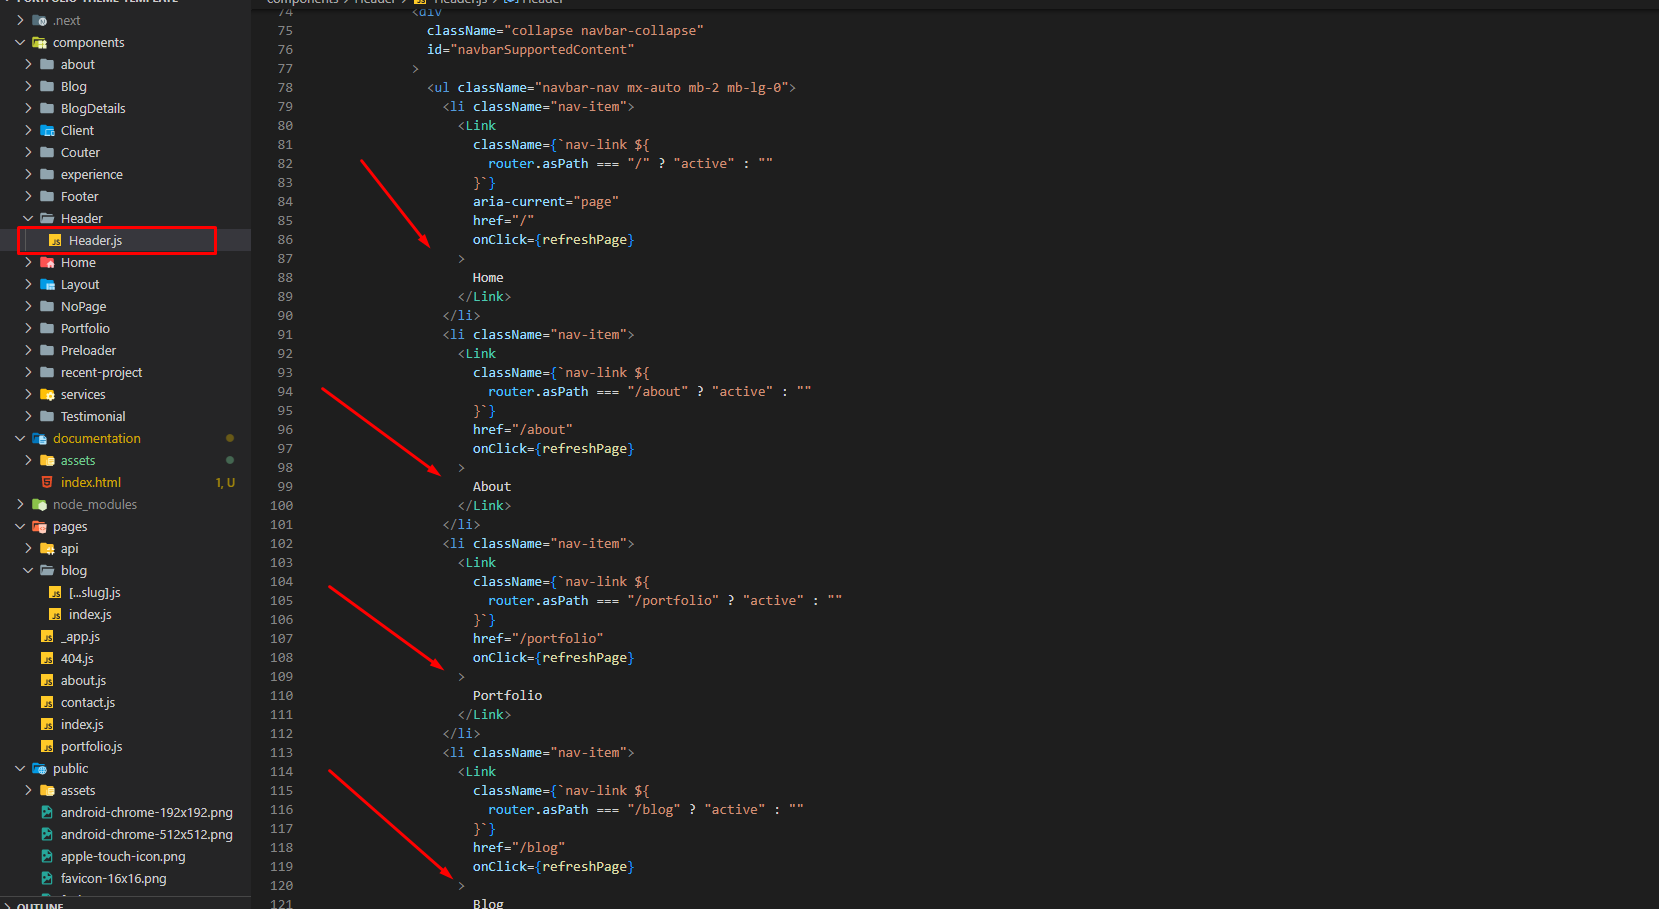 PORTFOLIO-THEME-TEMPLATE
.next
components
about
Blog
BlogDetails
Client
Couter
experience
Footer
Header
Header.js
Home
Layout
NoPage
Portfolio
Preloader
recent-project
services
Testimonial
documentation
assets
index.html 1, U
node_modules
pages
api
blog
[...slug].js
index.js
_app.js
404.js
about.js
contact.js
index.js
portfolio.js
public
assets
android-chrome-192x192.png
android-chrome-512x512.png
apple-touch-icon.png
favicon-16x16.png
OUTLINE
components > Header > Header.js > Header
74 <div
75 className="collapse navbar-collapse"
76 id="navbarSupportedContent"
77 >
78 <ul className="navbar-nav mx-auto mb-2 mb-lg-0">
79 <li className="nav-item">
80 <Link
81 className={`nav-link ${
82 router.asPath === "/" ? "active" : ""
83 }`}
84 aria-current="page"
85 href="/"
86 onClick={refreshPage}
87 >
88 Home
89 </Link>
90 </li>
91 <li className="nav-item">
92 <Link
93 className={`nav-link ${
94 router.asPath === "/about" ? "active" : ""
95 }`}
96 href="/about"
97 onClick={refreshPage}
98 >
99 About
100 </Link>
101 </li>
102 <li className="nav-item">
103 <Link
104 className={`nav-link ${
105 router.asPath === "/portfolio" ? "active" : ""
106 }`}
107 href="/portfolio"
108 onClick={refreshPage}
109 >
110 Portfolio
111 </Link>
112 </li>
113 <li className="nav-item">
114 <Link
115 className={`nav-link ${
116 router.asPath === "/blog" ? "active" : ""
117 }`}
118 href="/blog"
119 onClick={refreshPage}
120 >
121 Blog